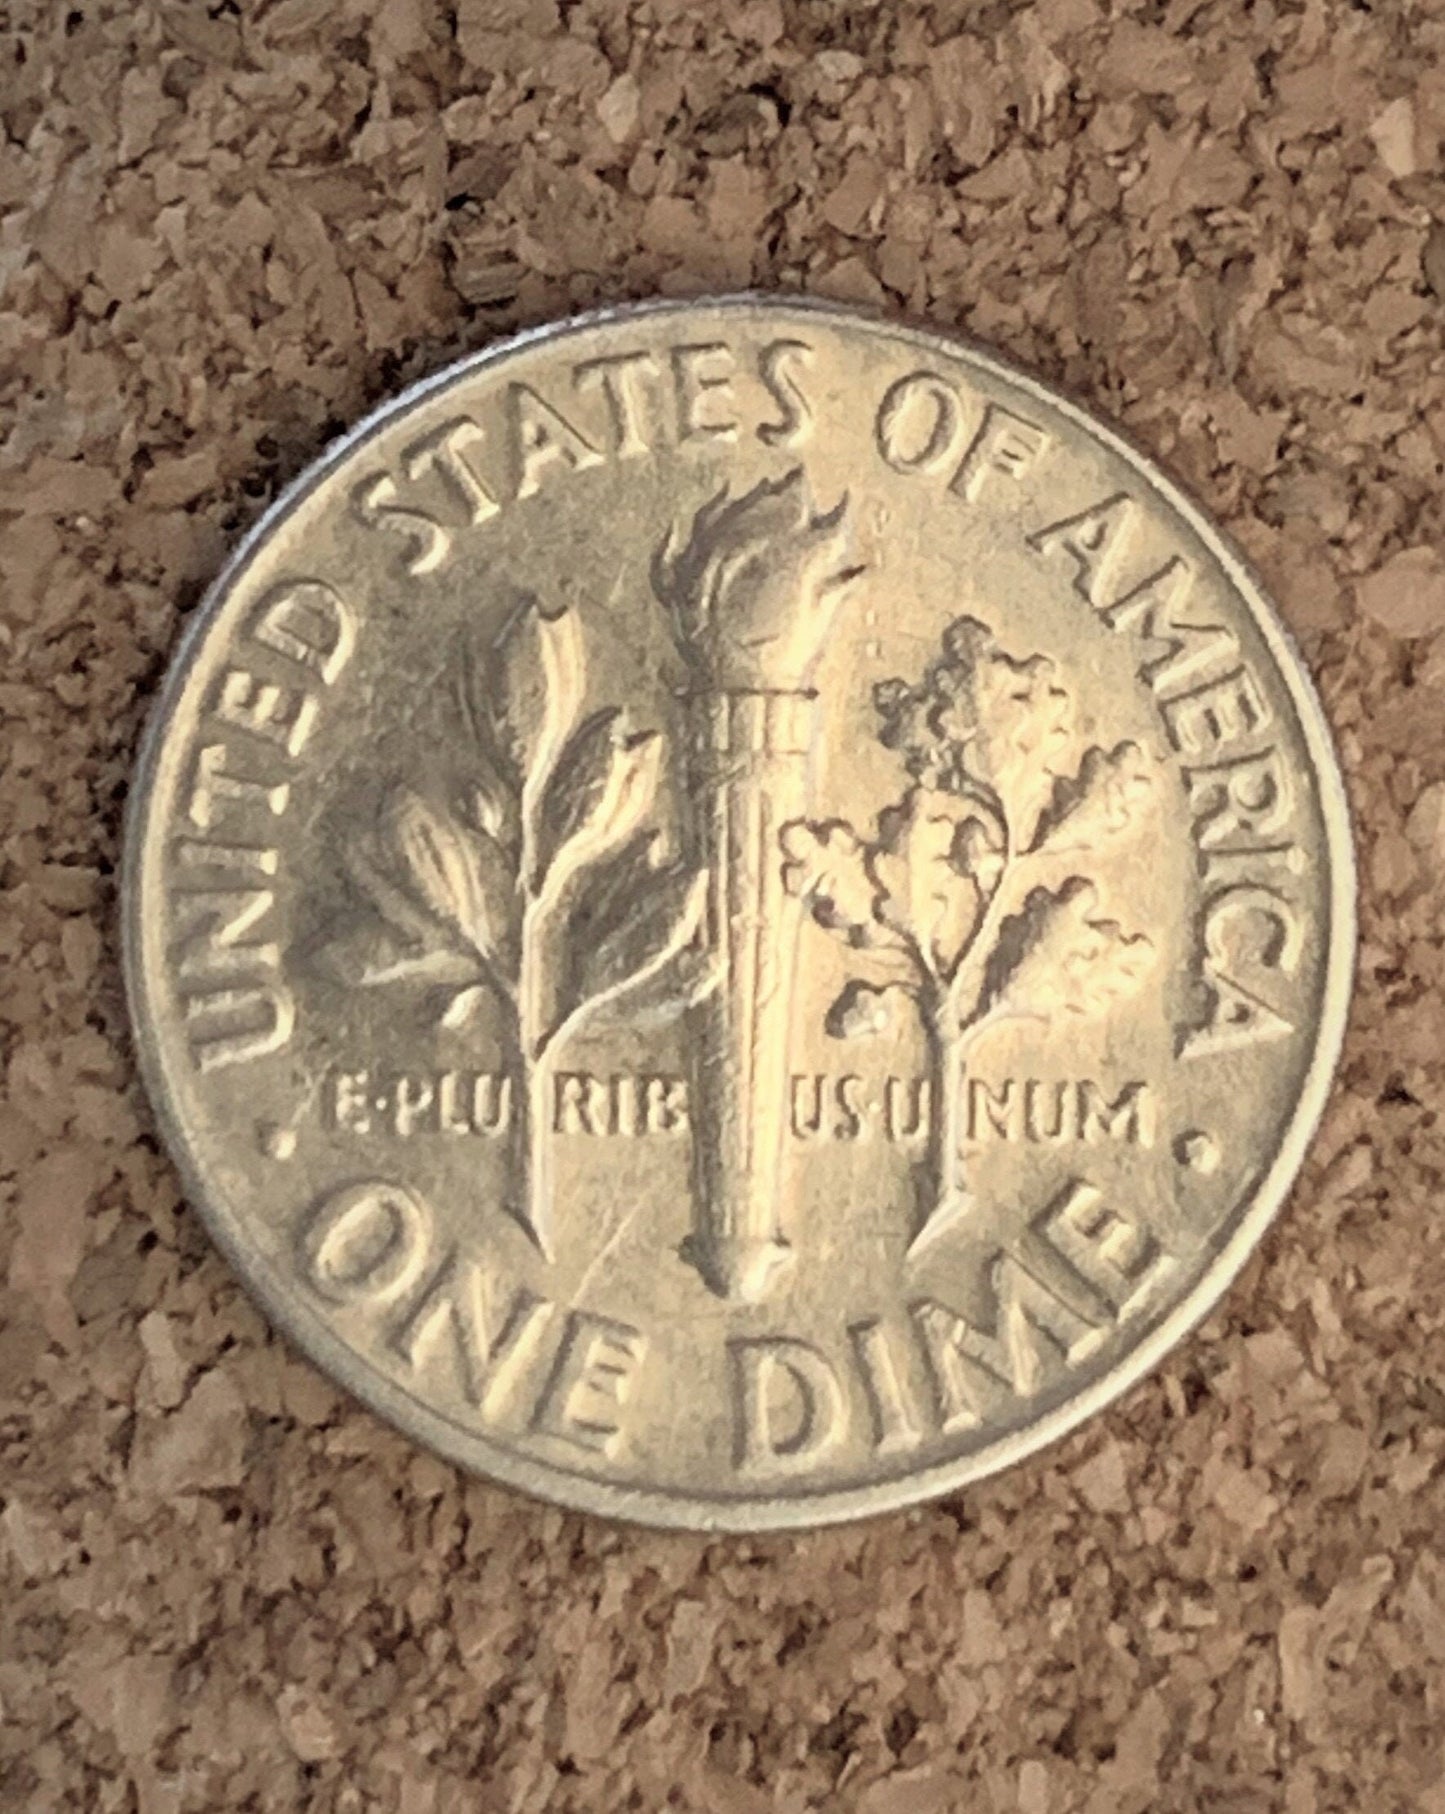 UNITED STATES OF AMERICA
E·PLU RIB US·U NUM
· ONE DIME ·